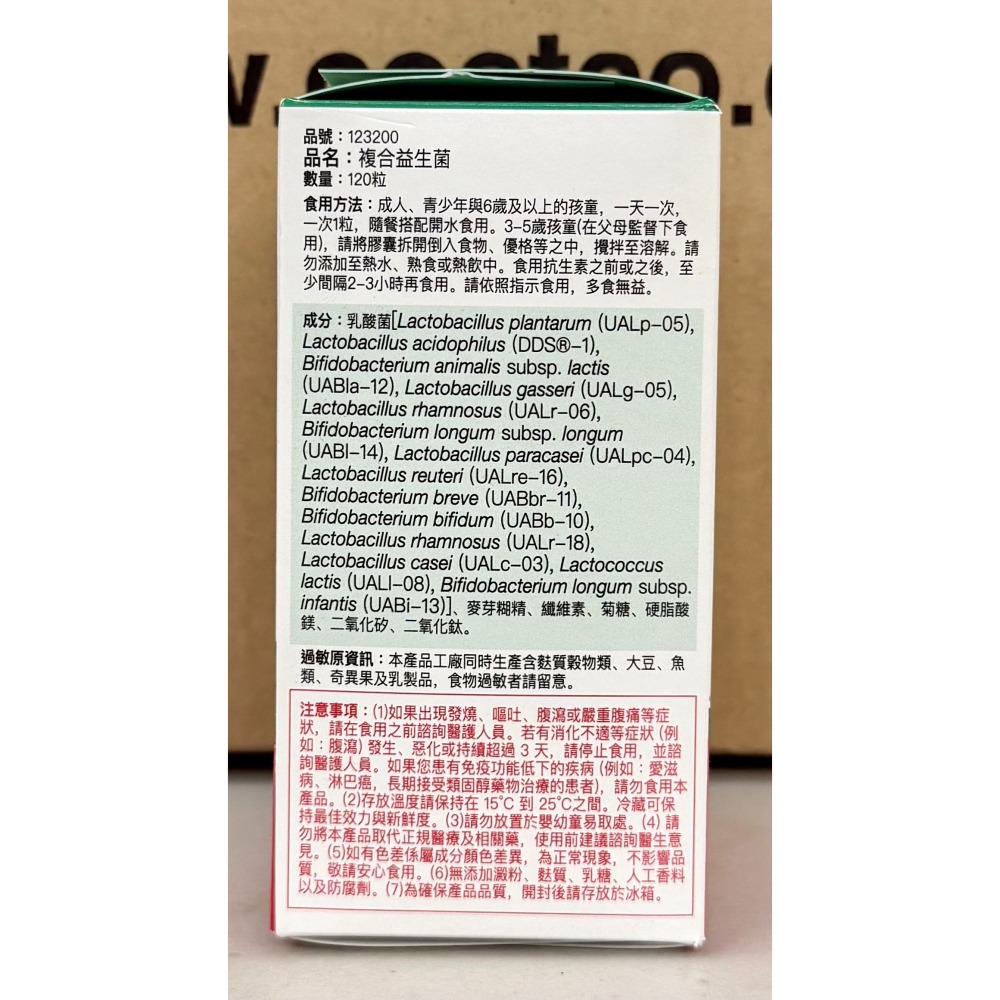 w.costco.
品號：123200
品名：複合益生菌
數量：120粒
食用方法：成人、青少年與6歲及以上的孩童，一天一次，
一次1粒，隨餐搭配開水食用。3-5歲孩童(在父母監督下食
用)，請將膠囊拆開倒入食物、優格等之中，攪拌至溶解。請
勿添加至熱水、熟食或熱飲中。食用抗生素之前或之後，至
少間隔2-3小時再食用。請依照指示食用，多食無益。
成分：乳酸菌[Lactobacillus plantarum (UALp-05),
Lactobacillus acidophilus (DDS®-1),
Bifidobacterium animalis subsp. lactis
(UABla-12), Lactobacillus gasseri (UALg-05),
Lactobacillus rhamnosus (UALr-06),
Bifidobacterium longum subsp. longum
(UABl-14), Lactobacillus paracasei (UALpc-04),
Lactobacillus reuteri (UALre-16),
Bifidobacterium breve (UABbr-11),
Bifidobacterium bifidum (UABb-10),
Lactobacillus rhamnosus (UALr-18),
Lactobacillus casei (UALc-03), Lactococcus
lactis (UALl-08), Bifidobacterium longum subsp.
infantis (UABi-13)]、麥芽糊精、纖維素、菊糖、硬脂酸
鎂、二氧化矽、二氧化鈦。
過敏原資訊：本產品工廠同時生產含麩質穀物類、大豆、魚
類、奇異果及乳製品，食物過敏者請留意。
注意事項：(1)如果出現發燒、嘔吐、腹瀉或嚴重腹痛等症
狀，請在食用之前諮詢醫護人員。若有消化不適等症狀 (例
如：腹瀉) 發生、惡化或持續超過 3 天，請停止食用，並諮
詢醫護人員。如果您患有免疫功能低下的疾病 (例如：愛滋
病、淋巴癌，長期接受類固醇藥物治療的患者)，請勿食用本
產品。(2)存放溫度請保持在 15°C 到 25°C之間。冷藏可保
持最佳效力與新鮮度。(3)請勿放置於嬰幼童易取處。(4) 請
勿將本產品取代正規醫療及相關藥，使用前建議諮詢醫生意
見。(5)如有色差係屬成分顏色差異，為正常現象，不影響品
質，敬請安心食用。(6)無添加澱粉、麩質、乳糖、人工香料
以及防腐劑。(7)為確保產品品質，開封後請存放於冰箱。